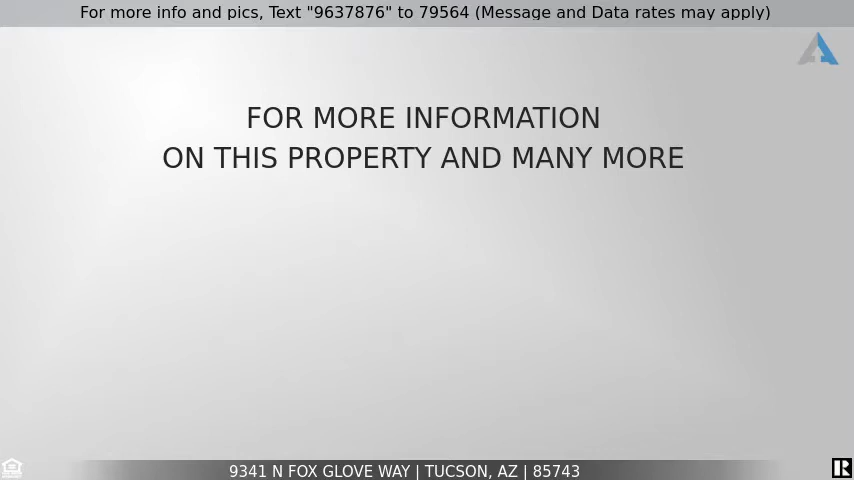 For more info and pics, Text "9637876" to 79564 (Message and Data rates may apply)
FOR MORE INFORMATION
ON THIS PROPERTY AND MANY MORE
9341 N FOX GLOVE WAY | TUCSON, AZ | 85743